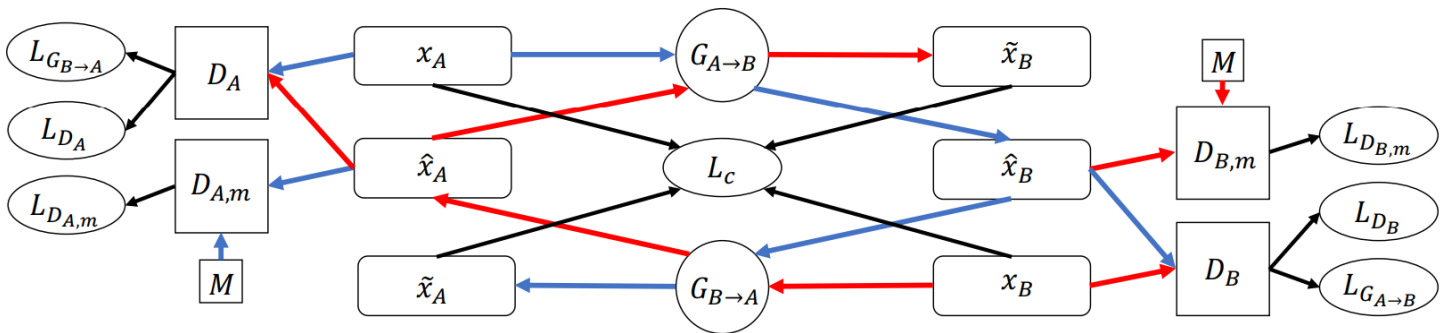 L_{G_{B→A}} D_A x_A G_{A→B} x̃_B M
L_{D_A} D_{A,m} x̂_A L_c x̂_B D_{B,m} L_{D_{B,m}}
L_{D_{A,m}} M x̃_A G_{B→A} x_B D_B L_{D_B}
L_{G_{A→B}}